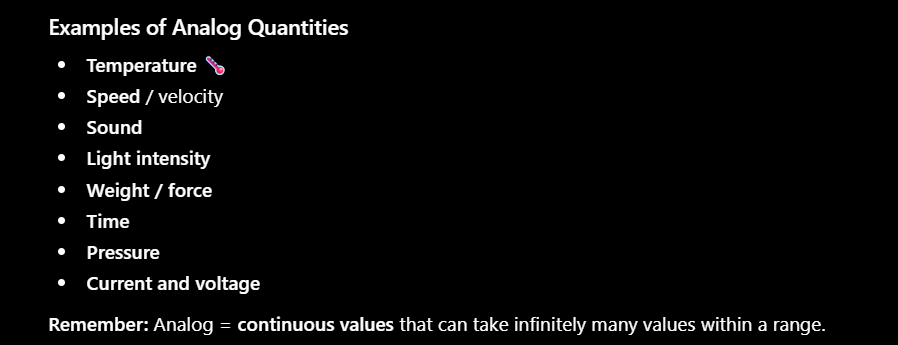 Examples of Analog Quantities
• Temperature 🌡️
• Speed / velocity
• Sound
• Light intensity
• Weight / force
• Time
• Pressure
• Current and voltage
Remember: Analog = continuous values that can take infinitely many values within a range.